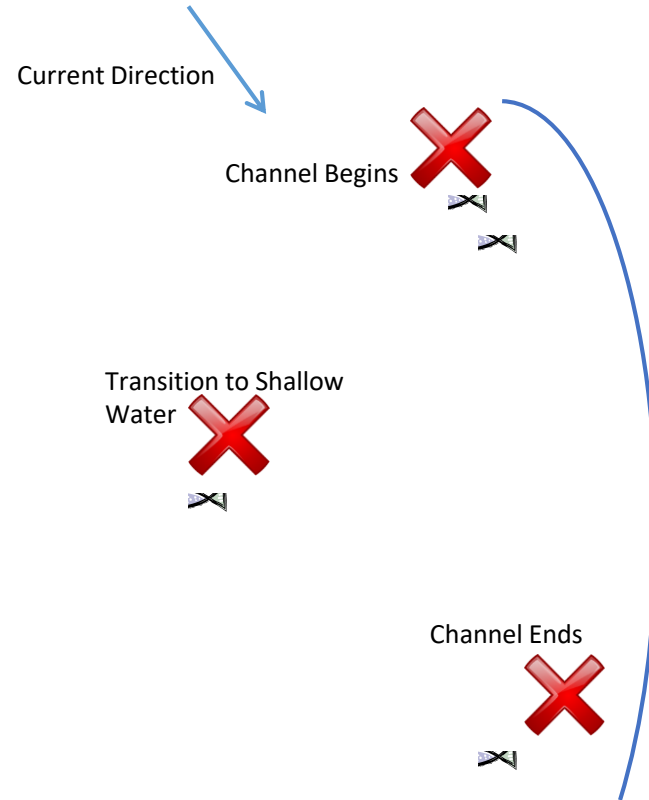 Current Direction
Channel Begins
Transition to Shallow
Water
Channel Ends